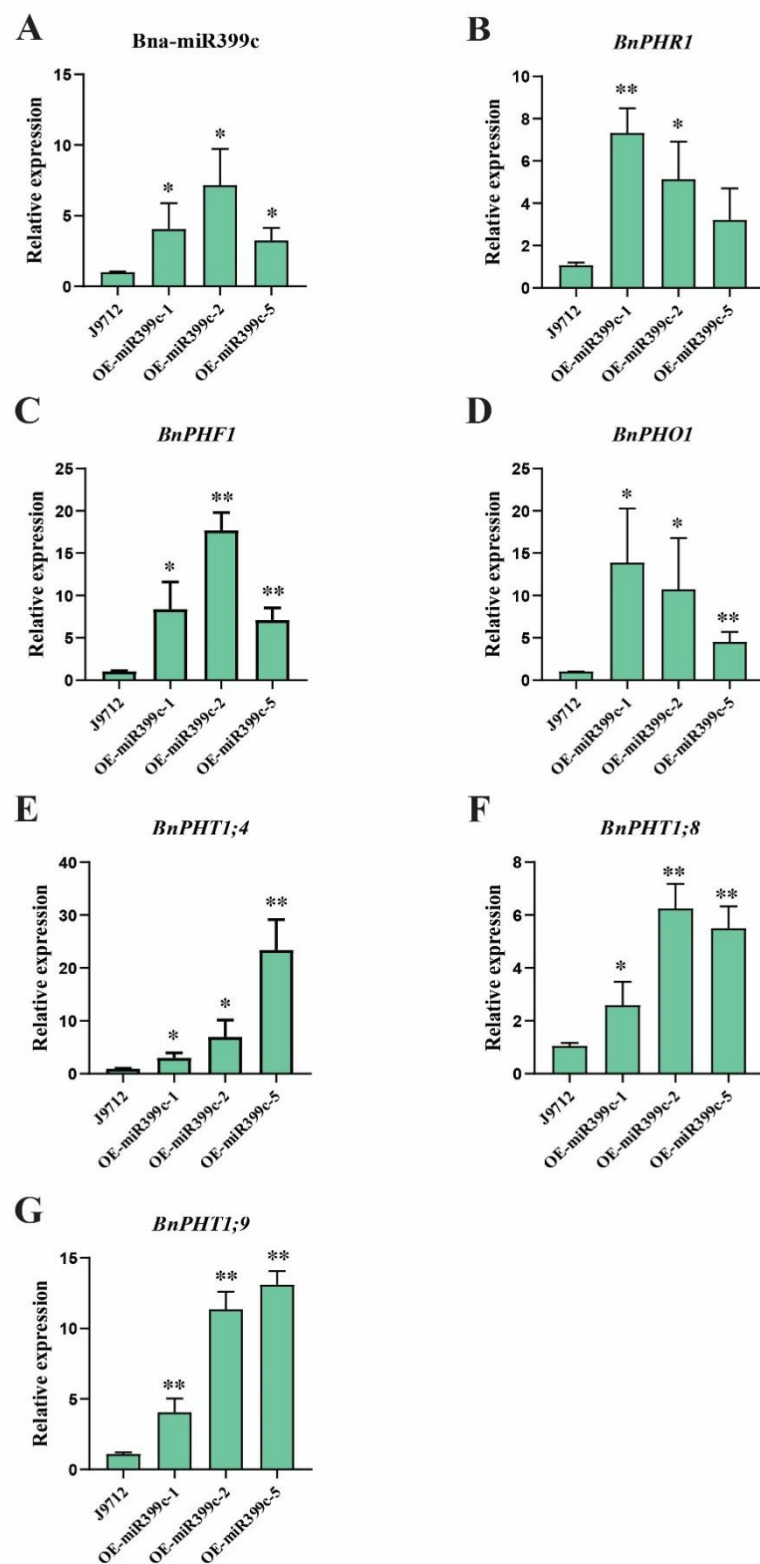 A
Bna-miR399c
Relative expression
15
10
5
0
*
*
*
J9712
OE-miR399c-1
OE-miR399c-2
OE-miR399c-5
B
BnPHR1
Relative expression
10
8
6
4
2
0
**
*
J9712
OE-miR399c-1
OE-miR399c-2
OE-miR399c-5
C
BnPHF1
Relative expression
25
20
15
10
5
0
*
**
**
J9712
OE-miR399c-1
OE-miR399c-2
OE-miR399c-5
D
BnPHO1
Relative expression
25
20
15
10
5
0
*
*
**
J9712
OE-miR399c-1
OE-miR399c-2
OE-miR399c-5
E
BnPHT1;4
Relative expression
40
30
20
10
0
*
*
**
J9712
OE-miR399c-1
OE-miR399c-2
OE-miR399c-5
F
BnPHT1;8
Relative expression
8
6
4
2
0
*
**
**
J9712
OE-miR399c-1
OE-miR399c-2
OE-miR399c-5
G
BnPHT1;9
Relative expression
15
10
5
0
**
**
**
J9712
OE-miR399c-1
OE-miR399c-2
OE-miR399c-5